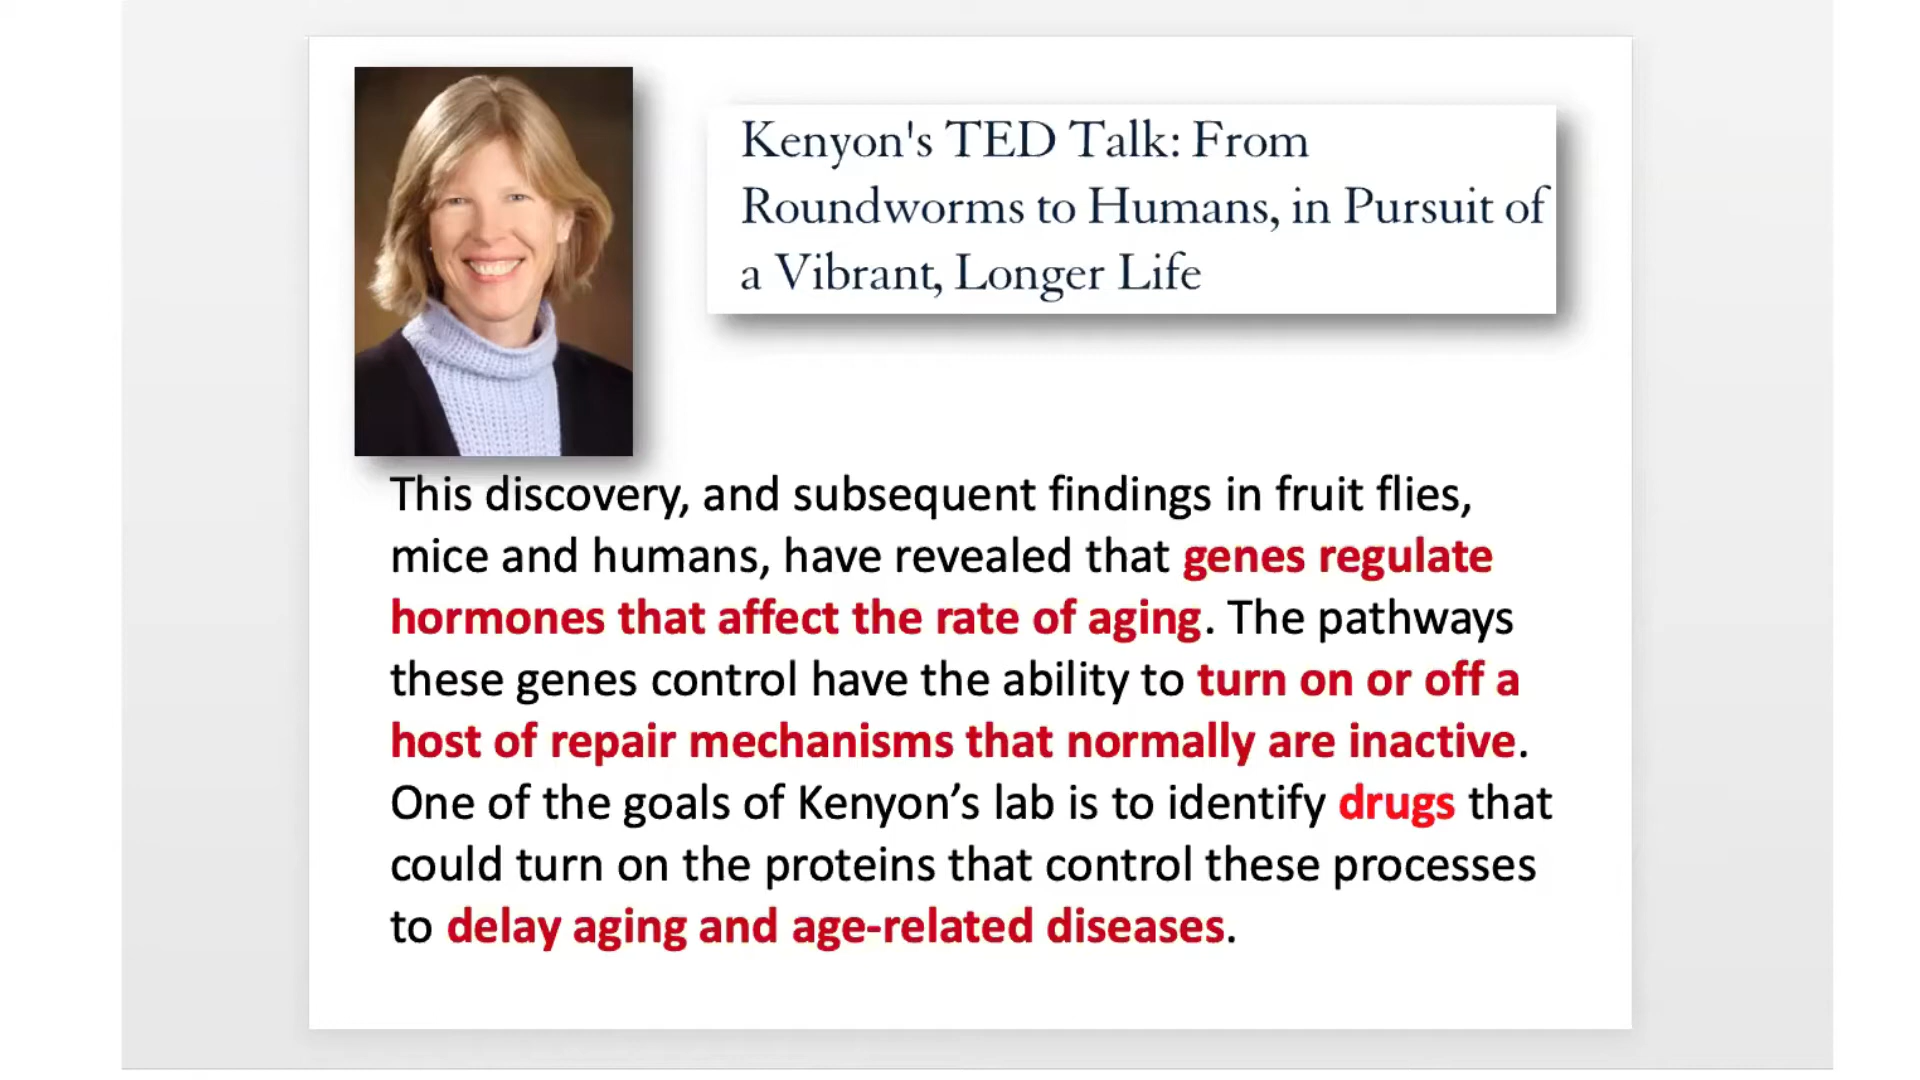 Kenyon's TED Talk: From
Roundworms to Humans, in Pursuit of
a Vibrant, Longer Life
This discovery, and subsequent findings in fruit flies,
mice and humans, have revealed that genes regulate
hormones that affect the rate of aging. The pathways
these genes control have the ability to turn on or off a
host of repair mechanisms that normally are inactive.
One of the goals of Kenyon’s lab is to identify drugs that
could turn on the proteins that control these processes
to delay aging and age-related diseases.